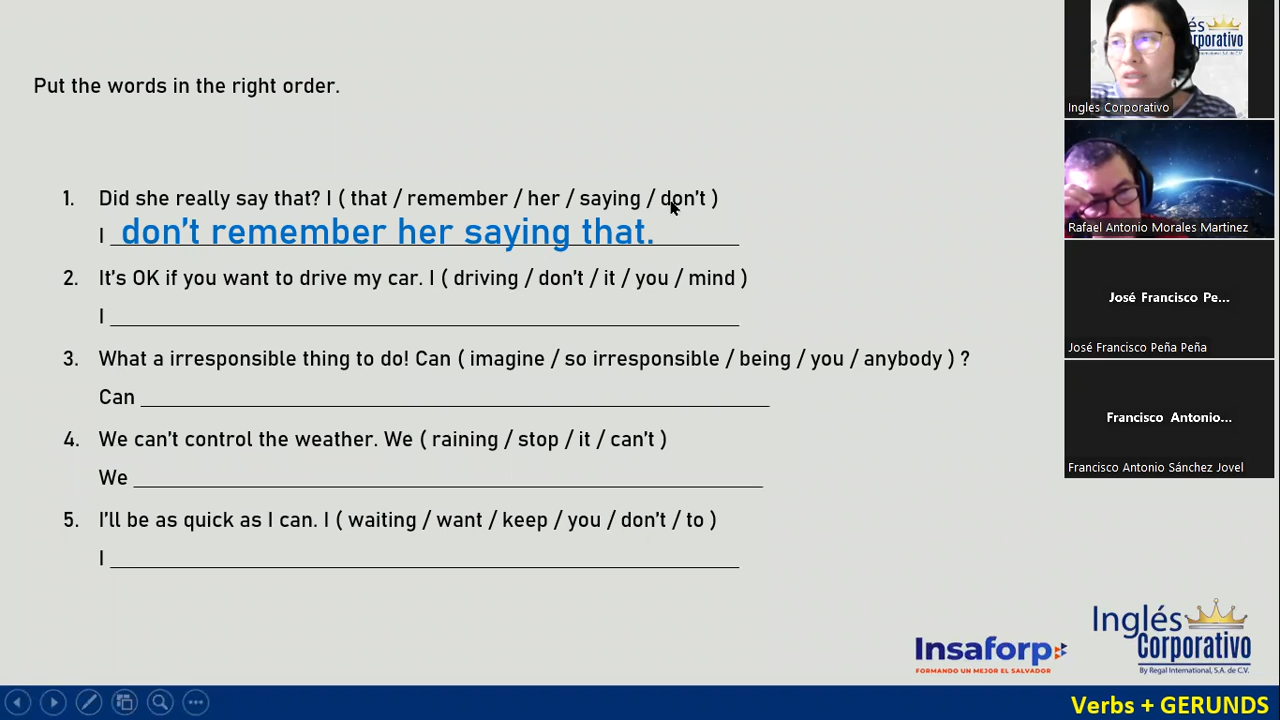 Put the words in the right order.
1. Did she really say that? I ( that / remember / her / saying / don't )
I don't remember her saying that.
2. It's OK if you want to drive my car. I ( driving / don't / it / you / mind )
I
3. What a irresponsible thing to do! Can ( imagine / so irresponsible / being / you / anybody ) ?
Can
4. We can't control the weather. We ( raining / stop / it / can't )
We
5. I'll be as quick as I can. I ( waiting / want / keep / you / don't / to )
I
Insaforp
FORMANDO UN MEJOR EL SALVADOR
Inglés
Corporativo
By Regal International, S.A. de C.V.
Verbs + GERUNDS
és
rporativo
Inglés Corporativo
Rafael Antonio Morales Martinez
José Francisco Pe...
José Francisco Peña Peña
Francisco Antonio...
Francisco Antonio Sánchez Jovel